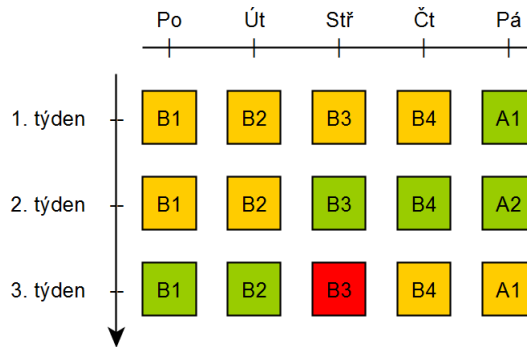 Po Út Stř Čt Pá
1. týden B1 B2 B3 B4 A1
2. týden B1 B2 B3 B4 A2
3. týden B1 B2 B3 B4 A1